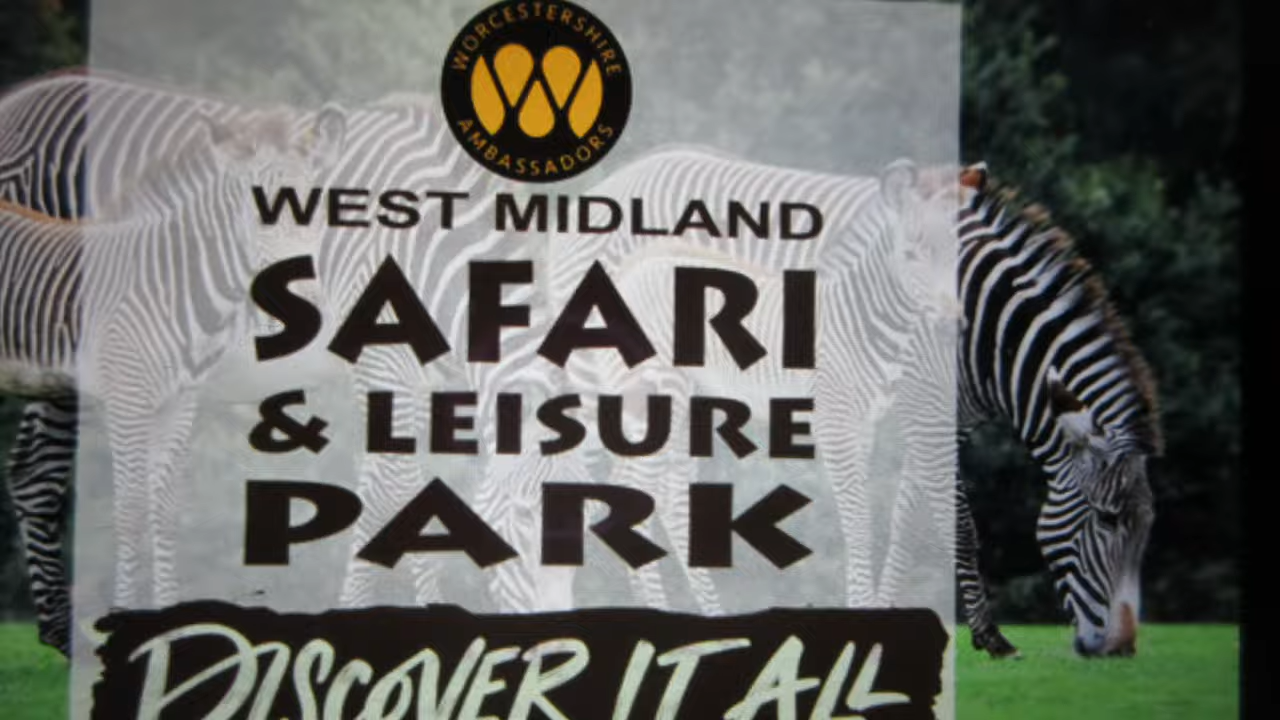 WORCESTERSHIRE
AMBASSADORS
WEST MIDLAND
SAFARI
& LEISURE
PARK
DISCOVER IT ALL